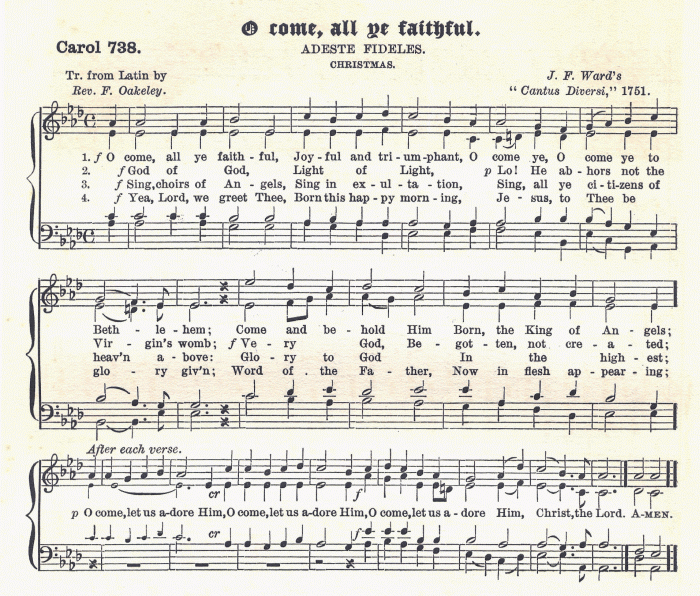 O come, all ye faithful.
Carol 738.
ADESTE FIDELES.
CHRISTMAS.
Tr. from Latin by
Rev. F. Oakeley.
J. F. Ward's
"Cantus Diversi," 1751.
1. f O come, all ye faith - ful, Joy - ful and tri - um - phant, O come ye, O come ye to
2. f God of God, Light of Light, p Lo! He ab - hors not the
3. f Sing, choirs of An - gels, Sing in ex - ul - ta - tion, Sing, all ye ci - ti - zens of
4. f Yea, Lord, we greet Thee, Born this hap - py morn - ing, Je - sus, to Thee be
Beth - le - hem; Come and be - hold Him Born, the King of An - gels;
Vir - gin's womb; f Ve - ry God, Be - got - ten, not cre - a - ted;
heav'n a - bove: Glo - ry to God In the high - est;
glo - ry giv'n; Word of the Fa - ther, Now in flesh ap - pear - ing;
After each verse.
cr f
p O come, let us a-dore Him, O come, let us a-dore Him, O come, let us a - dore Him, Christ, the Lord. A-MEN.
cr f